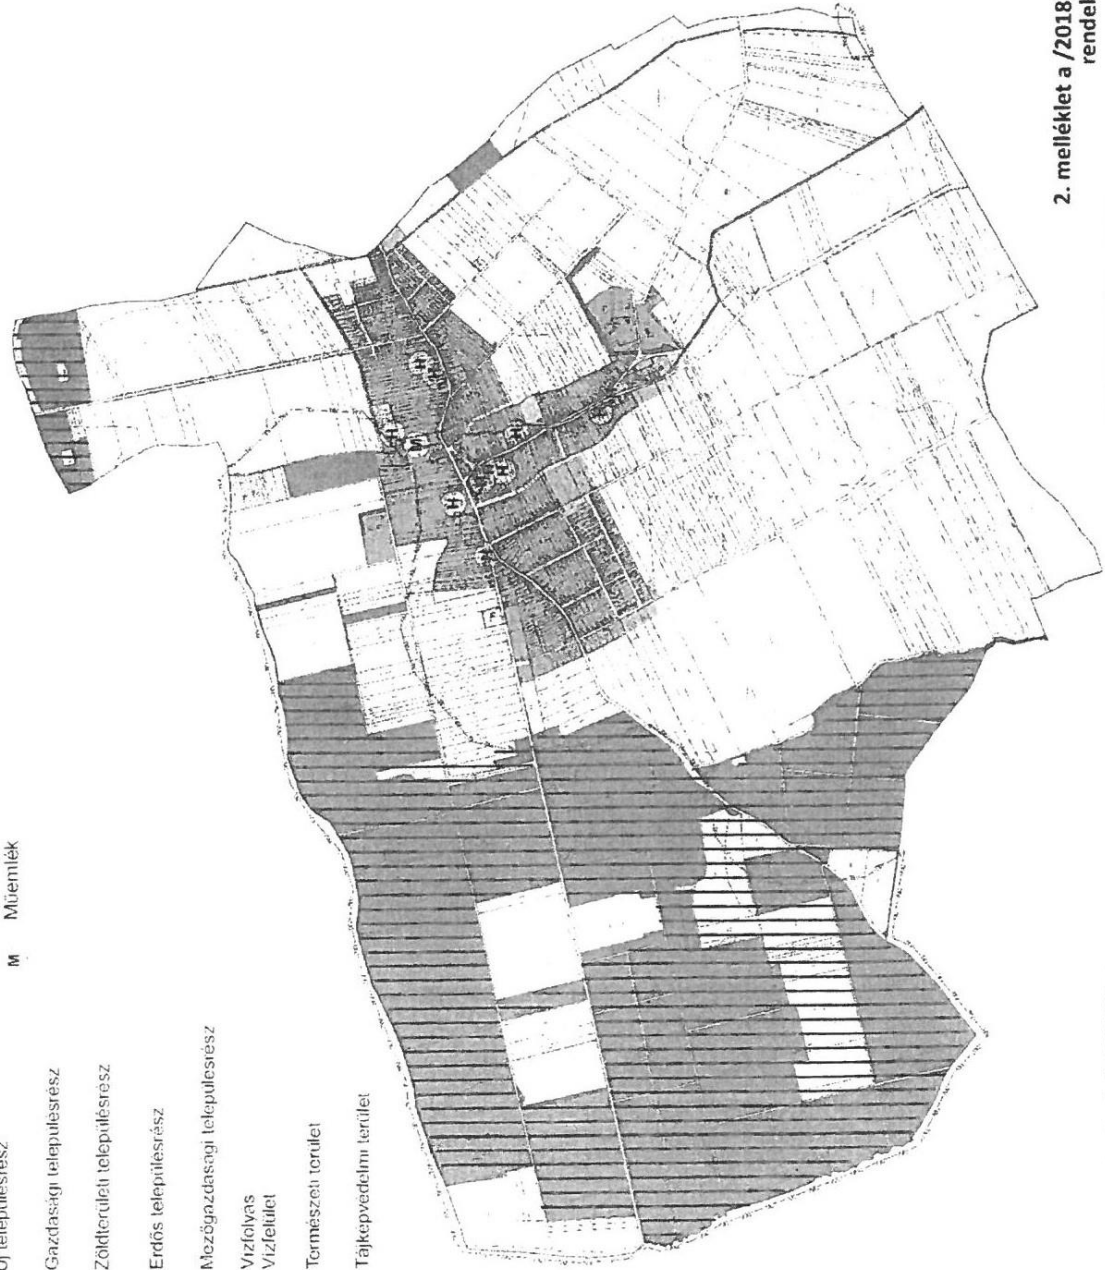 Új településrész
M Műemlék
Gazdasági településrész
Zöldterületi településrész
Erdős településrész
Mezőgazdasági településrész
Vízfolyás
Vízfelület
Természeti terület
Tájképvédelmi terület
2. melléklet a /2018
rendel